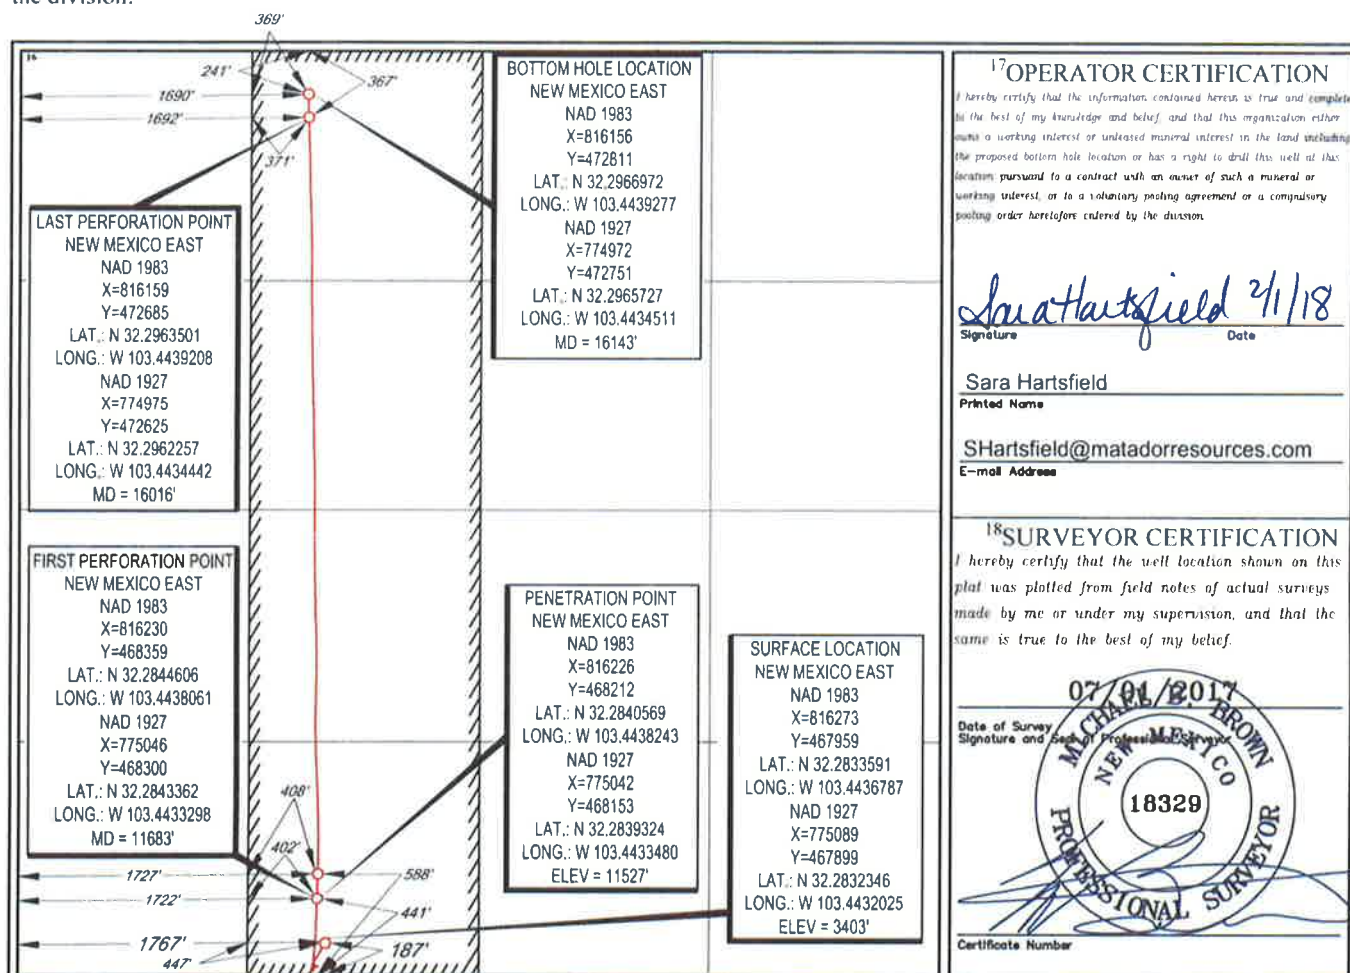 the division.
369'
16
241'
367'
1690'
1692'
371'
BOTTOM HOLE LOCATION
NEW MEXICO EAST
NAD 1983
X=816156
Y=472811
LAT.: N 32.2966972
LONG.: W 103.4439277
NAD 1927
X=774972
Y=472751
LAT.: N 32.2965727
LONG.: W 103.4434511
MD = 16143'
LAST PERFORATION POINT
NEW MEXICO EAST
NAD 1983
X=816159
Y=472685
LAT.: N 32.2963501
LONG.: W 103.4439208
NAD 1927
X=774975
Y=472625
LAT.: N 32.2962257
LONG.: W 103.4434442
MD = 16016'
FIRST PERFORATION POINT
NEW MEXICO EAST
NAD 1983
X=816230
Y=468359
LAT.: N 32.2844606
LONG.: W 103.4438061
NAD 1927
X=775046
Y=468300
LAT.: N 32.2843362
LONG.: W 103.4433298
MD = 11683'
PENETRATION POINT
NEW MEXICO EAST
NAD 1983
X=816226
Y=468212
LAT.: N 32.2840569
LONG.: W 103.4438243
NAD 1927
X=775042
Y=468153
LAT.: N 32.2839324
LONG.: W 103.4433480
ELEV = 11527'
SURFACE LOCATION
NEW MEXICO EAST
NAD 1983
X=816273
Y=467959
LAT.: N 32.2833591
LONG.: W 103.4436787
NAD 1927
X=775089
Y=467899
LAT.: N 32.2832346
LONG.: W 103.4432025
ELEV = 3403'
408'
402'
1727'
588'
1722'
441'
1767'
187'
447'
17OPERATOR CERTIFICATION
I hereby certify that the information contained herein is true and complete
to the best of my knowledge and belief, and that this organization either
owns a working interest or unleased mineral interest in the land including
the proposed bottom hole location or has a right to drill this well at this
location pursuant to a contract with an owner of such a mineral or
working interest, or to a voluntary pooling agreement or a compulsory
pooling order heretofore entered by the division
Sara Hartsfield 2/1/18
Signature Date
Sara Hartsfield
Printed Name
SHartsfield@matadorresources.com
E-mail Address
18SURVEYOR CERTIFICATION
I hereby certify that the well location shown on this
plat was plotted from field notes of actual surveys
made by me or under my supervision, and that the
same is true to the best of my belief.
07/01/2017
Date of Survey
Signature and Seal of Professional Surveyor
MICHAEL B. BROWN
NEW MEXICO
18329
PROFESSIONAL SURVEYOR
Certificate Number